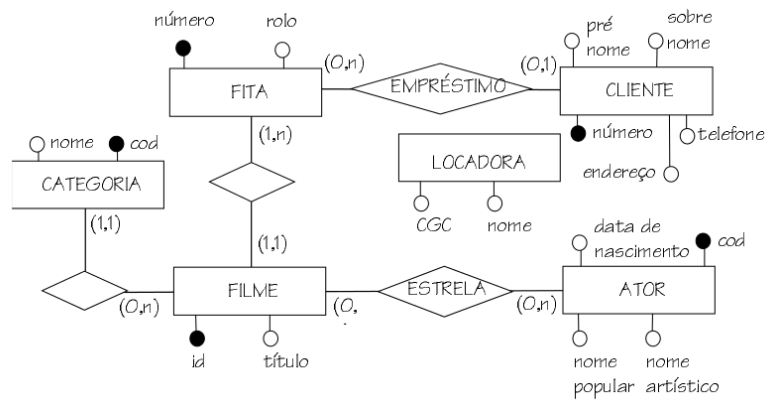 número
rolo
FITA
(0,n)
EMPRÉSTIMO
(0,1)
pré
nome
sobre
nome
CLIENTE
número
telefone
endereço
nome
cod
CATEGORIA
(1,1)
(1,n)
(1,1)
LOCADORA
CGC
nome
(0,n)
FILME
id
título
(0,
ESTRELA
(0,n)
data de
nascimento
cod
ATOR
nome
popular
nome
artístico